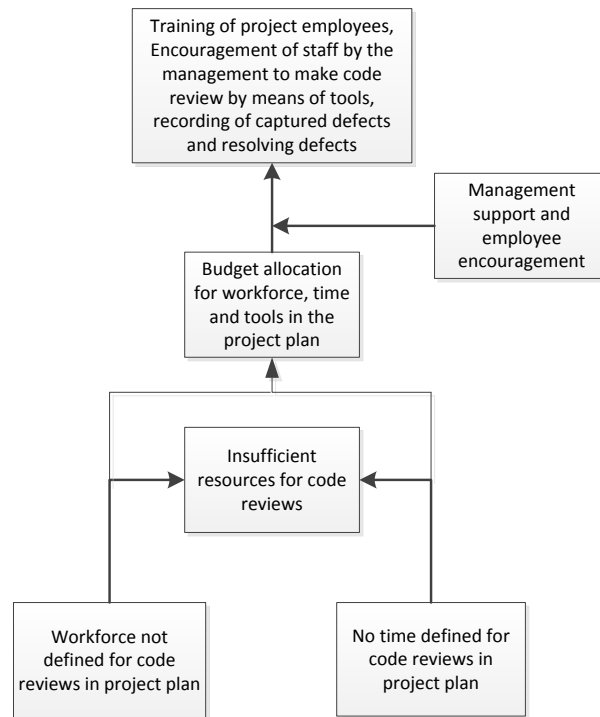 Training of project employees,
Encouragement of staff by the
management to make code
review by means of tools,
recording of captured defects
and resolving defects
Management
support and
employee
encouragement
Budget allocation
for workforce, time
and tools in the
project plan
Insufficient
resources for code
reviews
Workforce not
defined for code
reviews in project plan
No time defined for
code reviews in
project plan